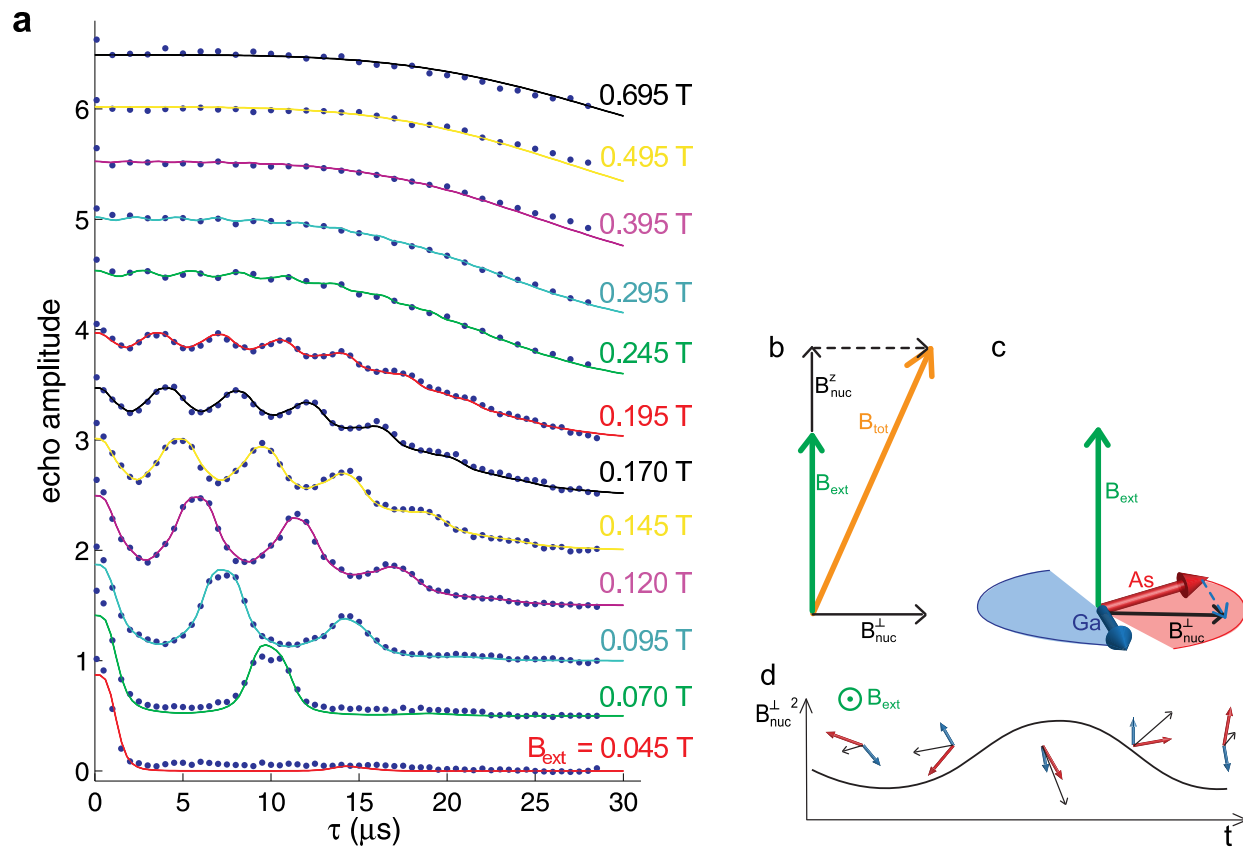 a
echo amplitude
6
5
4
3
2
1
0
0.695 T
0.495 T
0.395 T
0.295 T
0.245 T
0.195 T
0.170 T
0.145 T
0.120 T
0.095 T
0.070 T
Bext = 0.045 T
0 5 10 15 20 25 30
τ (μs)
b
Bznuc
Btot
Bext
B⊥nuc
c
Bext
As
Ga
B⊥nuc
d
B⊥nuc 2
Bext
t